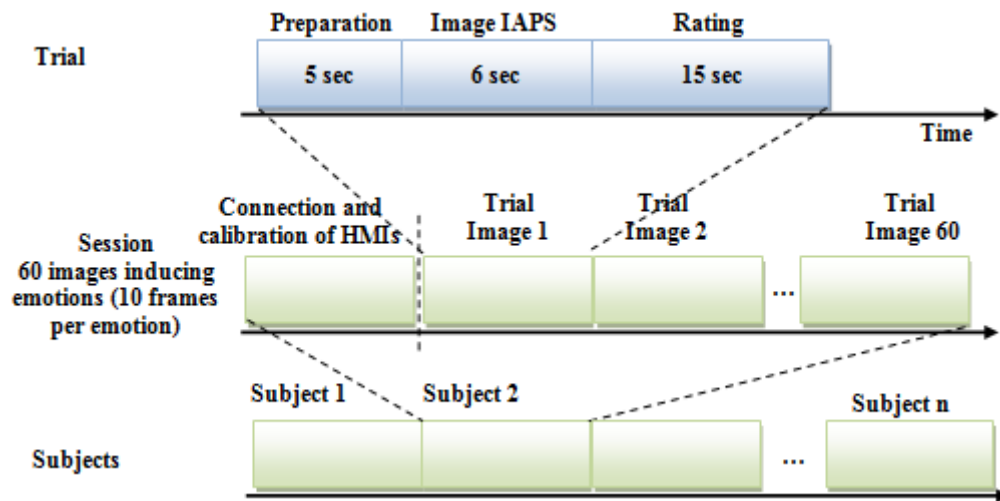 Preparation
Image IAPS
Rating
Trial
5 sec
6 sec
15 sec
Time
Connection and
calibration of HMIs
Trial
Image 1
Trial
Image 2
Trial
Image 60
Session
60 images inducing
emotions (10 frames
per emotion)
...
Subject 1
Subject 2
Subject n
Subjects
...